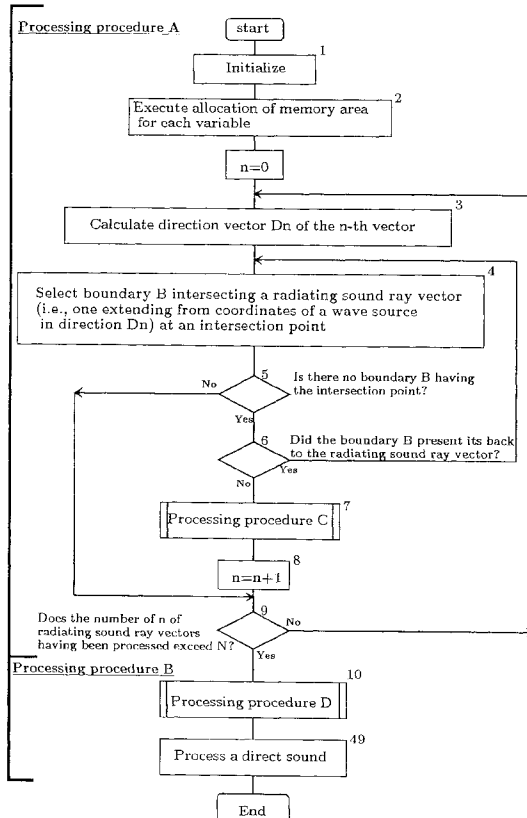 Processing procedure A
start
1
Initialize
2
Execute allocation of memory area
for each variable
n=0
3
Calculate direction vector Dn of the n-th vector
4
Select boundary B intersecting a radiating sound ray vector
(i.e., one extending from coordinates of a wave source
in direction Dn) at an intersection point
5
No
Is there no boundary B having
the intersection point?
Yes
6
Did the boundary B present its back
to the radiating sound ray vector?
Yes
No
7
Processing procedure C
8
n=n+1
9
Does the number of n of
radiating sound ray vectors
having been processed exceed N?
No
Yes
Processing procedure B
10
Processing procedure D
49
Process a direct sound
End